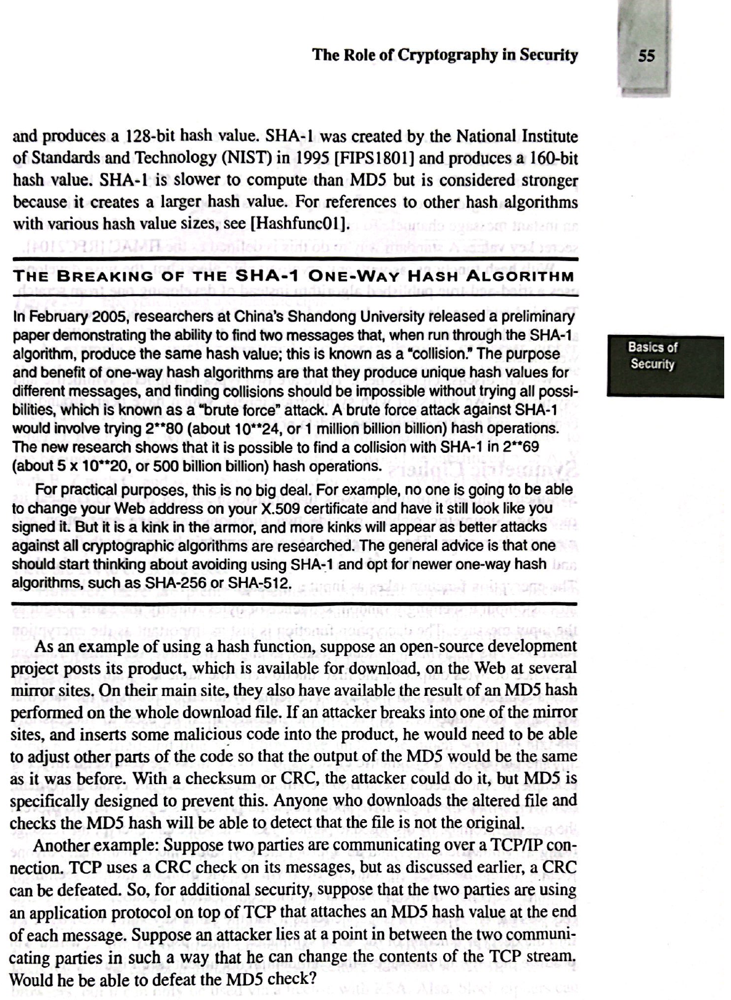 The Role of Cryptography in Security
55
and produces a 128-bit hash value. SHA-1 was created by the National Institute
of Standards and Technology (NIST) in 1995 [FIPS1801] and produces a 160-bit
hash value. SHA-1 is slower to compute than MD5 but is considered stronger
because it creates a larger hash value. For references to other hash algorithms
with various hash value sizes, see [Hashfunc01].
THE BREAKING OF THE SHA-1 ONE-WAY HASH ALGORITHM
In February 2005, researchers at China's Shandong University released a preliminary
paper demonstrating the ability to find two messages that, when run through the SHA-1
algorithm, produce the same hash value; this is known as a "collision." The purpose
and benefit of one-way hash algorithms are that they produce unique hash values for
different messages, and finding collisions should be impossible without trying all possi-
bilities, which is known as a "brute force" attack. A brute force attack against SHA-1
would involve trying 2**80 (about 10**24, or 1 million billion billion) hash operations.
The new research shows that it is possible to find a collision with SHA-1 in 2**69
(about 5 x 10**20, or 500 billion billion) hash operations.
For practical purposes, this is no big deal. For example, no one is going to be able
to change your Web address on your X.509 certificate and have it still look like you
signed it. But it is a kink in the armor, and more kinks will appear as better attacks
against all cryptographic algorithms are researched. The general advice is that one
should start thinking about avoiding using SHA-1 and opt for newer one-way hash
algorithms, such as SHA-256 or SHA-512.
Basics of
Security
As an example of using a hash function, suppose an open-source development
project posts its product, which is available for download, on the Web at several
mirror sites. On their main site, they also have available the result of an MD5 hash
performed on the whole download file. If an attacker breaks into one of the mirror
sites, and inserts some malicious code into the product, he would need to be able
to adjust other parts of the code so that the output of the MD5 would be the same
as it was before. With a checksum or CRC, the attacker could do it, but MD5 is
specifically designed to prevent this. Anyone who downloads the altered file and
checks the MD5 hash will be able to detect that the file is not the original.
Another example: Suppose two parties are communicating over a TCP/IP con-
nection. TCP uses a CRC check on its messages, but as discussed earlier, a CRC
can be defeated. So, for additional security, suppose that the two parties are using
an application protocol on top of TCP that attaches an MD5 hash value at the end
of each message. Suppose an attacker lies at a point in between the two communi-
cating parties in such a way that he can change the contents of the TCP stream.
Would he be able to defeat the MD5 check?